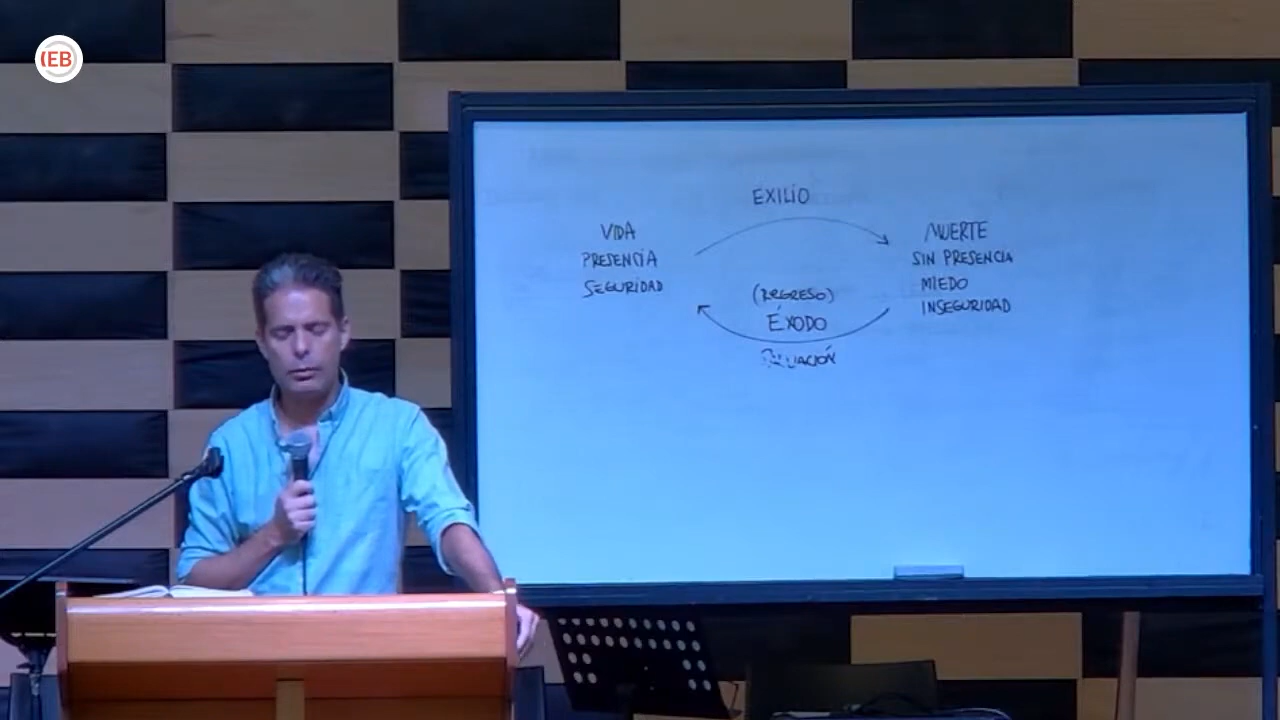 IEB
EXILIO
VIDA
PRESENCIA
SEGURIDAD
MUERTE
SIN PRESENCIA
MIEDO
INSEGURIDAD
(REGRESO)
ÉXODO